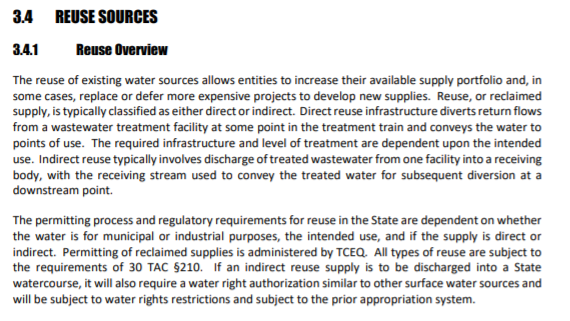 3.4 REUSE SOURCES
3.4.1 Reuse Overview
The reuse of existing water sources allows entities to increase their available supply portfolio and, in
some cases, replace or defer more expensive projects to develop new supplies. Reuse, or reclaimed
supply, is typically classified as either direct or indirect. Direct reuse infrastructure diverts return flows
from a wastewater treatment facility at some point in the treatment train and conveys the water to
points of use. The required infrastructure and level of treatment are dependent upon the intended
use. Indirect reuse typically involves discharge of treated wastewater from one facility into a receiving
body, with the receiving stream used to convey the treated water for subsequent diversion at a
downstream point.
The permitting process and regulatory requirements for reuse in the State are dependent on whether
the water is for municipal or industrial purposes, the intended use, and if the supply is direct or
indirect. Permitting of reclaimed supplies is administered by TCEQ. All types of reuse are subject to
the requirements of 30 TAC §210. If an indirect reuse supply is to be discharged into a State
watercourse, it will also require a water right authorization similar to other surface water sources and
will be subject to water rights restrictions and subject to the prior appropriation system.